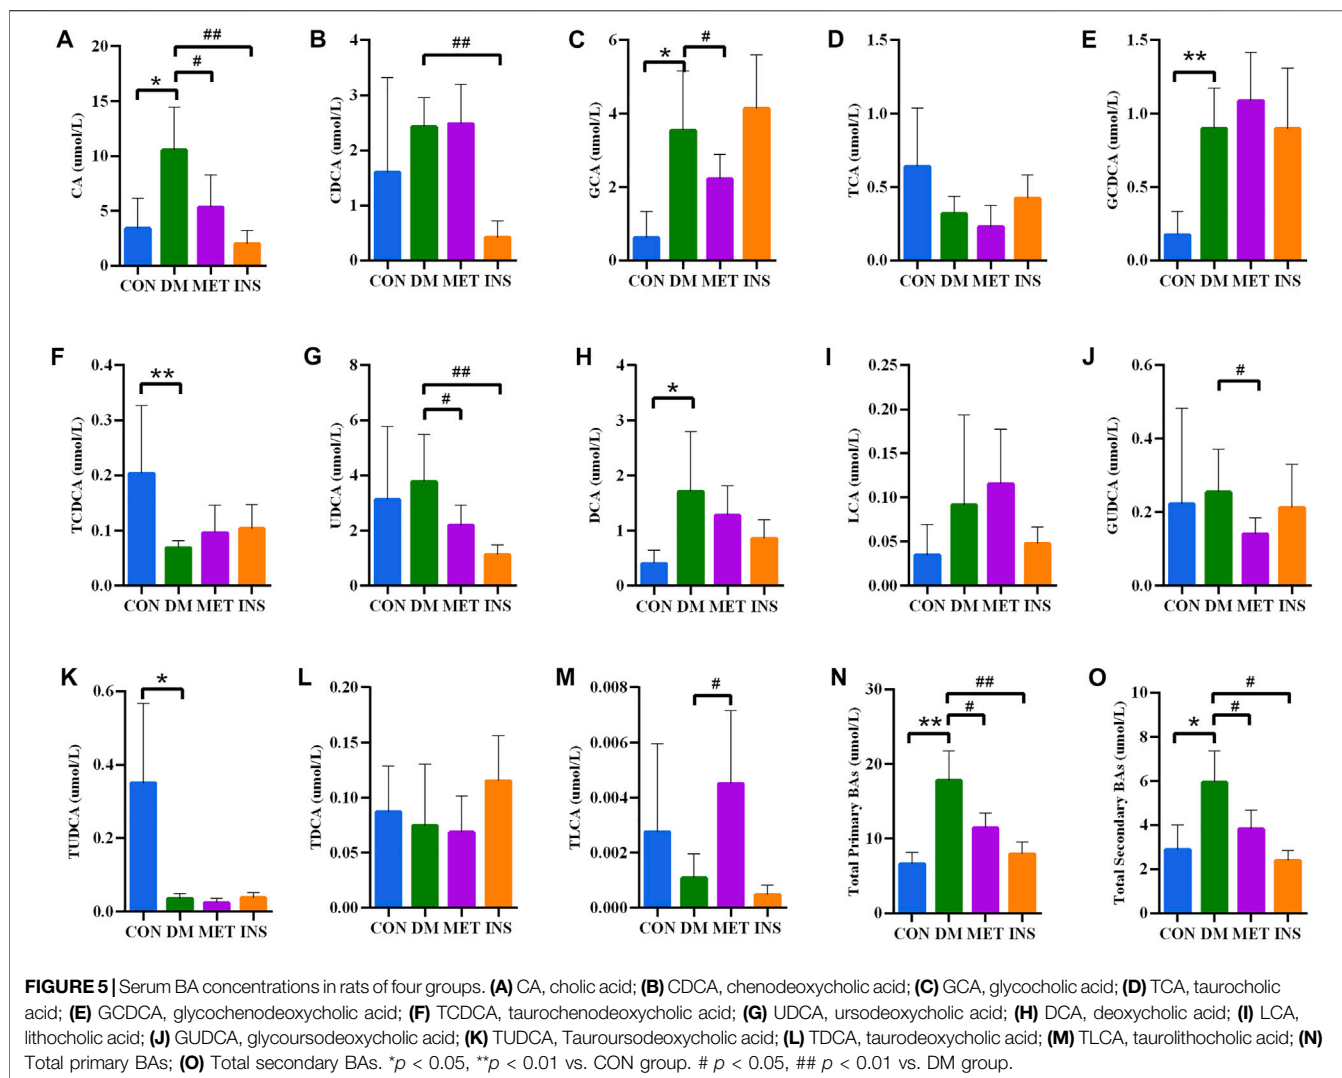 A
CA (umol/L)
20
15
10
5
0
*
#
##
CON DM MET INS
B
CDCA (umol/L)
4
3
2
1
0
##
CON DM MET INS
C
GCA (umol/L)
6
4
2
0
*
#
CON DM MET INS
D
TCA (umol/L)
1.5
1.0
0.5
0.0
CON DM MET INS
E
GCDCA (umol/L)
1.5
1.0
0.5
0.0
**
CON DM MET INS
F
TCDCA (umol/L)
0.4
0.3
0.2
0.1
0.0
**
CON DM MET INS
G
UDCA (umol/L)
8
6
4
2
0
##
#
CON DM MET INS
H
DCA (umol/L)
4
3
2
1
0
*
CON DM MET INS
I
LCA (umol/L)
0.25
0.20
0.15
0.10
0.05
0.00
CON DM MET INS
J
GUDCA (umol/L)
0.6
0.4
0.2
0.0
#
CON DM MET INS
K
TUDCA (umol/L)
0.6
0.4
0.2
0.0
*
CON DM MET INS
L
TDCA (umol/L)
0.20
0.15
0.10
0.05
0.00
CON DM MET INS
M
TLCA (umol/L)
0.008
0.006
0.004
0.002
0.000
#
CON DM MET INS
N
Total Primary BAs (umol/L)
30
20
10
0
**
#
##
CON DM MET INS
O
Total Secondary BAs (umol/L)
10
8
6
4
2
0
*
#
#
CON DM MET INS
FIGURE 5 | Serum BA concentrations in rats of four groups. (A) CA, cholic acid; (B) CDCA, chenodeoxycholic acid; (C) GCA, glycocholic acid; (D) TCA, taurocholic
acid; (E) GCDCA, glycochenodeoxycholic acid; (F) TCDCA, taurochenodeoxycholic acid; (G) UDCA, ursodeoxycholic acid; (H) DCA, deoxycholic acid; (I) LCA,
lithocholic acid; (J) GUDCA, glycoursodeoxycholic acid; (K) TUDCA, Tauroursodeoxycholic acid; (L) TDCA, taurodeoxycholic acid; (M) TLCA, taurolithocholic acid; (N)
Total primary BAs; (O) Total secondary BAs. *p < 0.05, **p < 0.01 vs. CON group. # p < 0.05, ## p < 0.01 vs. DM group.